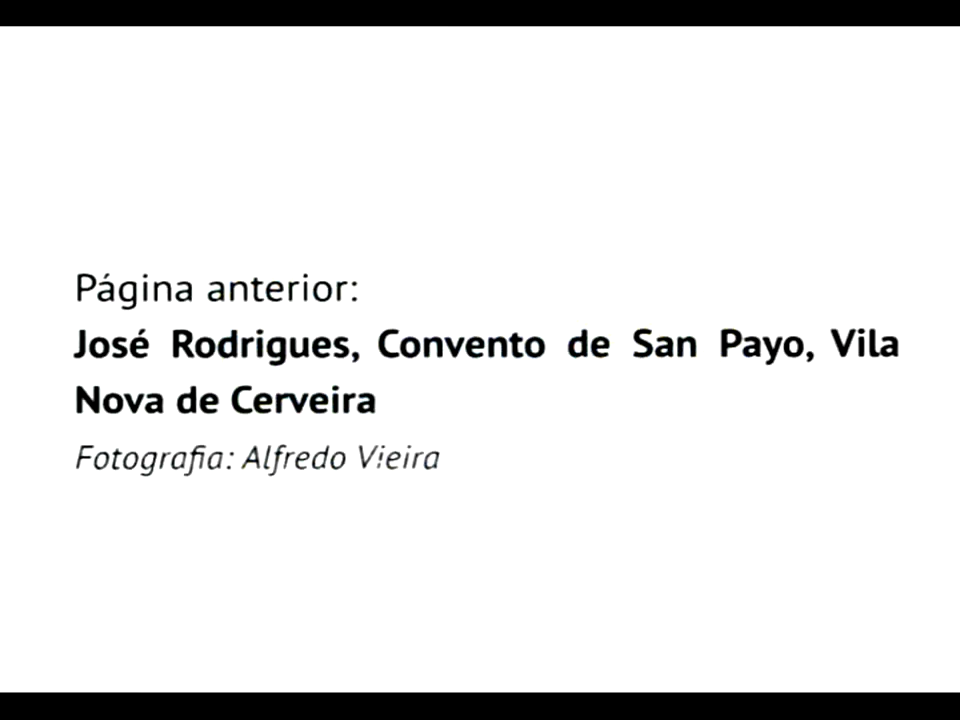 Página anterior:
José Rodrigues, Convento de San Payo, Vila
Nova de Cerveira
Fotografia: Alfredo Vieira